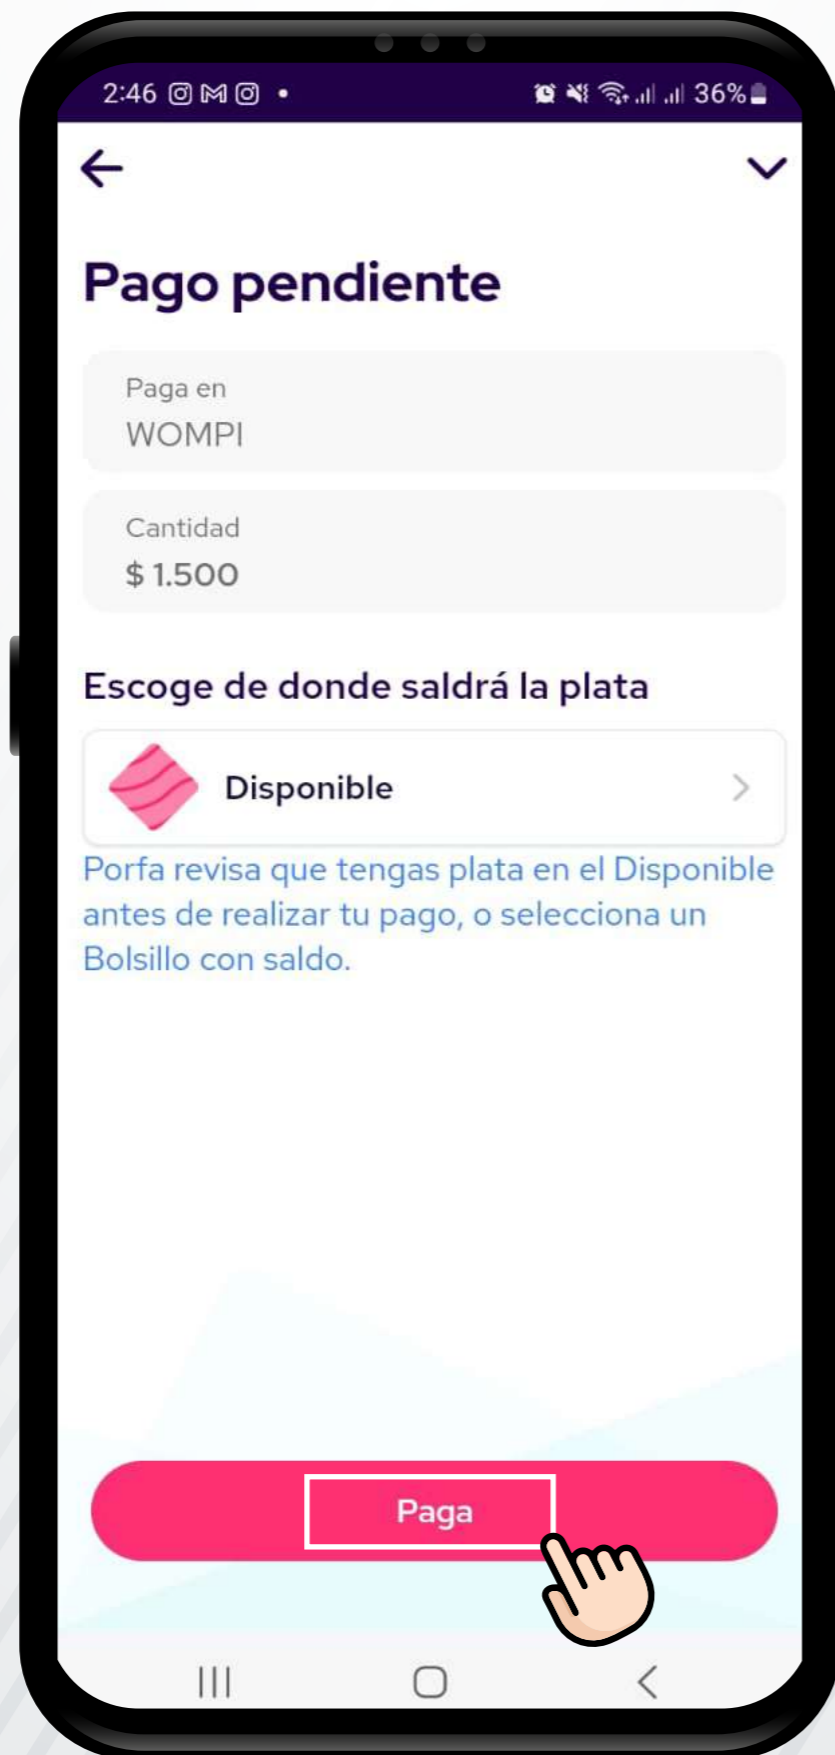 2:46
36%
Pago pendiente
Paga en
WOMPI
Cantidad
$ 1.500
Escoge de donde saldrá la plata
Disponible
Porfa revisa que tengas plata en el Disponible
antes de realizar tu pago, o selecciona un
Bolsillo con saldo.
Paga